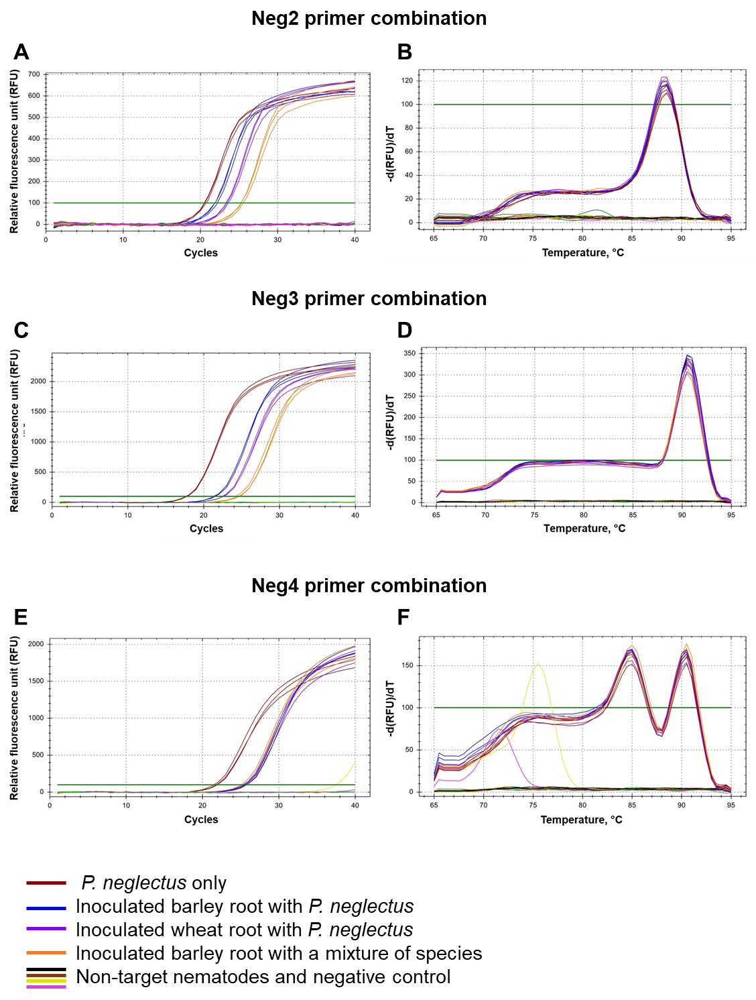 Neg2 primer combination
A
B
Relative fluorescence unit (RFU)
700
600
500
400
300
200
100
0
0 10 20 30 40
Cycles
-d(RFU)/dT
120
100
80
60
40
20
0
65 70 75 80 85 90 95
Temperature, °C
Neg3 primer combination
C
D
Relative fluorescence unit (RFU)
2000
1500
1000
500
0
0 10 20 30 40
Cycles
-d(RFU)/dT
350
300
250
200
150
100
50
0
65 70 75 80 85 90 95
Temperature, °C
Neg4 primer combination
E
F
Relative fluorescence unit (RFU)
2000
1500
1000
500
0
0 10 20 30 40
Cycles
-d(RFU)/dT
150
100
50
0
65 70 75 80 85 90 95
Temperature, °C
P. neglectus only
Inoculated barley root with P. neglectus
Inoculated wheat root with P. neglectus
Inoculated barley root with a mixture of species
Non-target nematodes and negative control